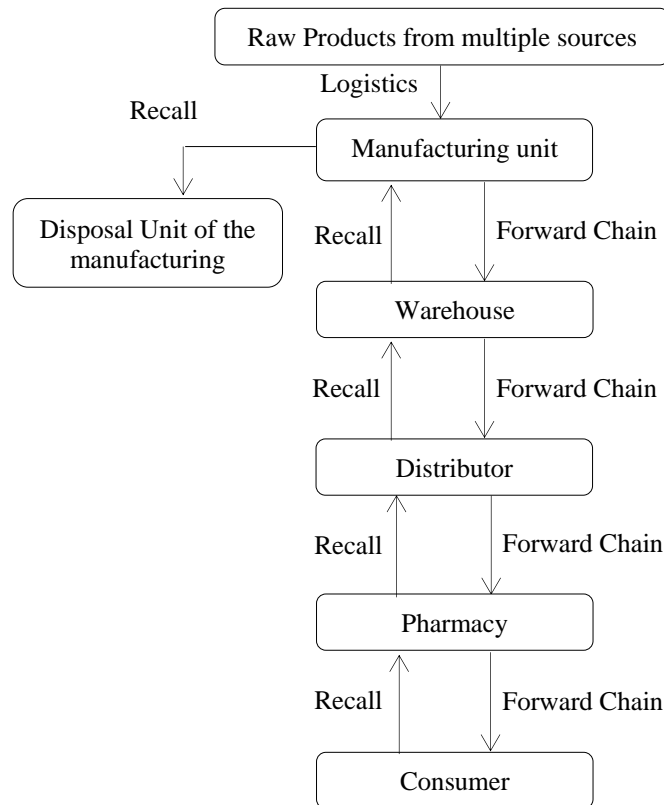 Raw Products from multiple sources
Logistics
Recall
Manufacturing unit
Disposal Unit of the
manufacturing
Recall
Forward Chain
Warehouse
Recall
Forward Chain
Distributor
Recall
Forward Chain
Pharmacy
Recall
Forward Chain
Consumer